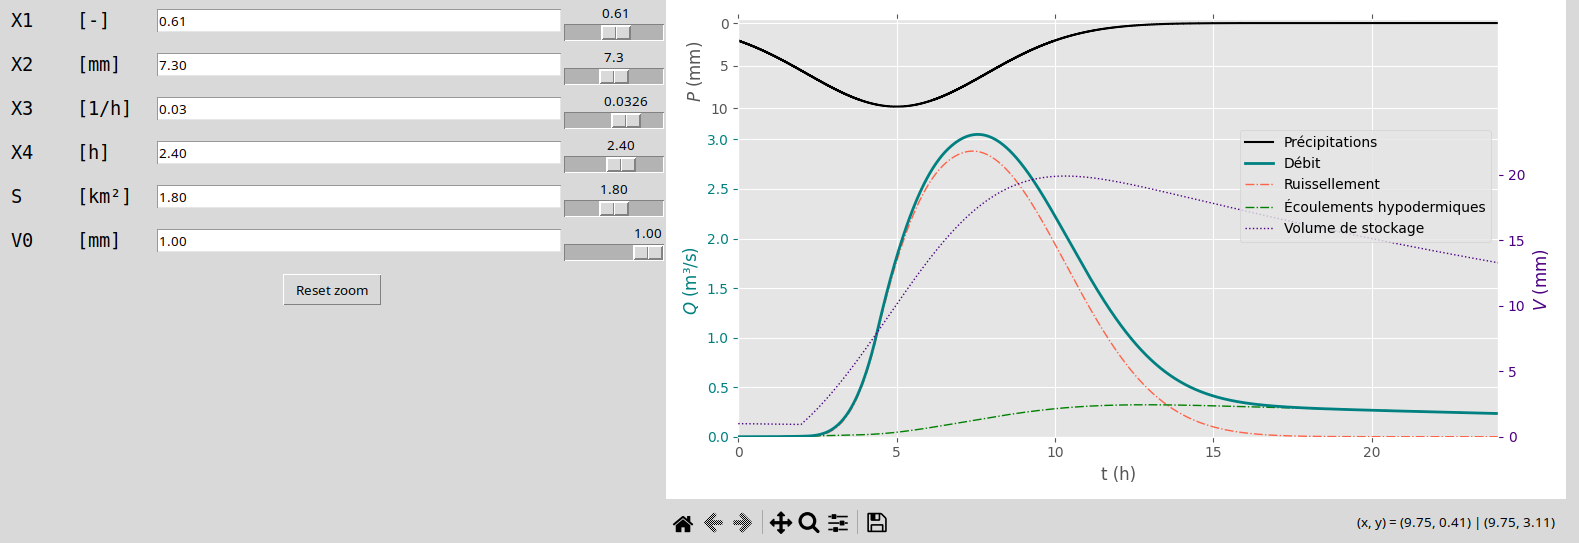 X1 [-] 0.61 0.61
X2 [mm] 7.30 7.3
X3 [1/h] 0.03 0.0326
X4 [h] 2.40 2.40
S [km²] 1.80 1.80
V0 [mm] 1.00 1.00
Reset zoom
P (mm)
0
5
10
Q (m³/s)
3.0
2.5
2.0
1.5
1.0
0.5
0.0
Précipitations
Débit
Ruissellement
Écoulements hypodermiques
Volume de stockage
20
15
10
5
0
V (mm)
0 5 10 15 20
t (h)
(x, y) = (9.75, 0.41) | (9.75, 3.11)